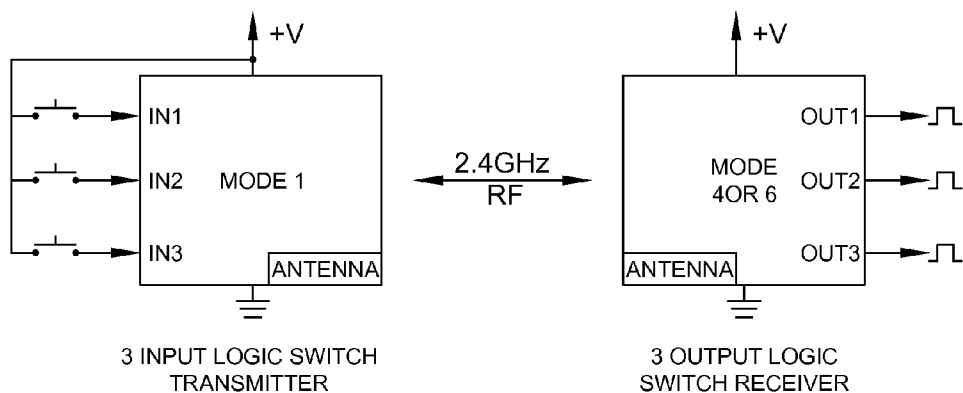 +V
+V
IN1
IN2
IN3
MODE 1
ANTENNA
2.4GHz
RF
OUT1
OUT2
OUT3
MODE
4OR 6
ANTENNA
3 INPUT LOGIC SWITCH
TRANSMITTER
3 OUTPUT LOGIC
SWITCH RECEIVER